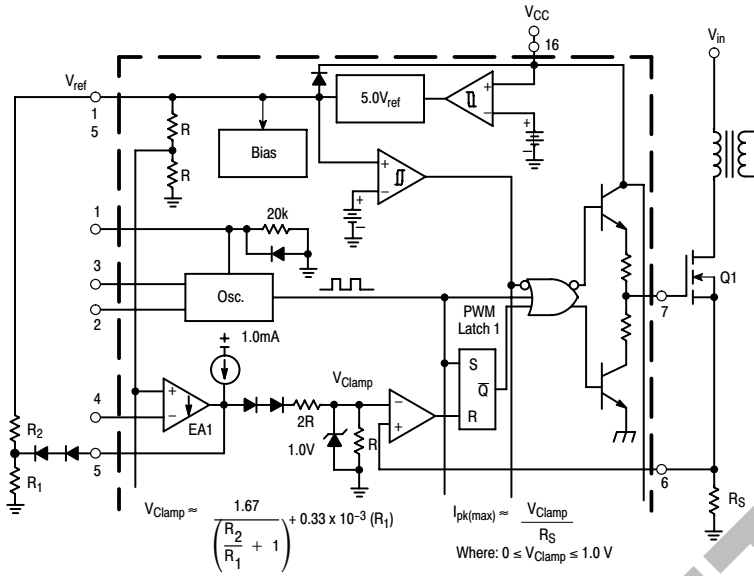 VCC
16
Vin
Vref
1
5
R
R
Bias
5.0Vref
+
−
+
−
+
−
+
−
1
20k
3
2
Osc.
7
Q1
PWM
Latch 1
S
Q
R
+
1.0mA
4
+
−
EA1
VClamp
2R
1.0V
R
−
+
R2
R1
5
6
RS
VClamp ≈ 1.67 / (R2/R1 + 1) + 0.33 x 10⁻³ (R1)
Ipk(max) ≈ VClamp / RS
Where: 0 ≤ VClamp ≤ 1.0 V